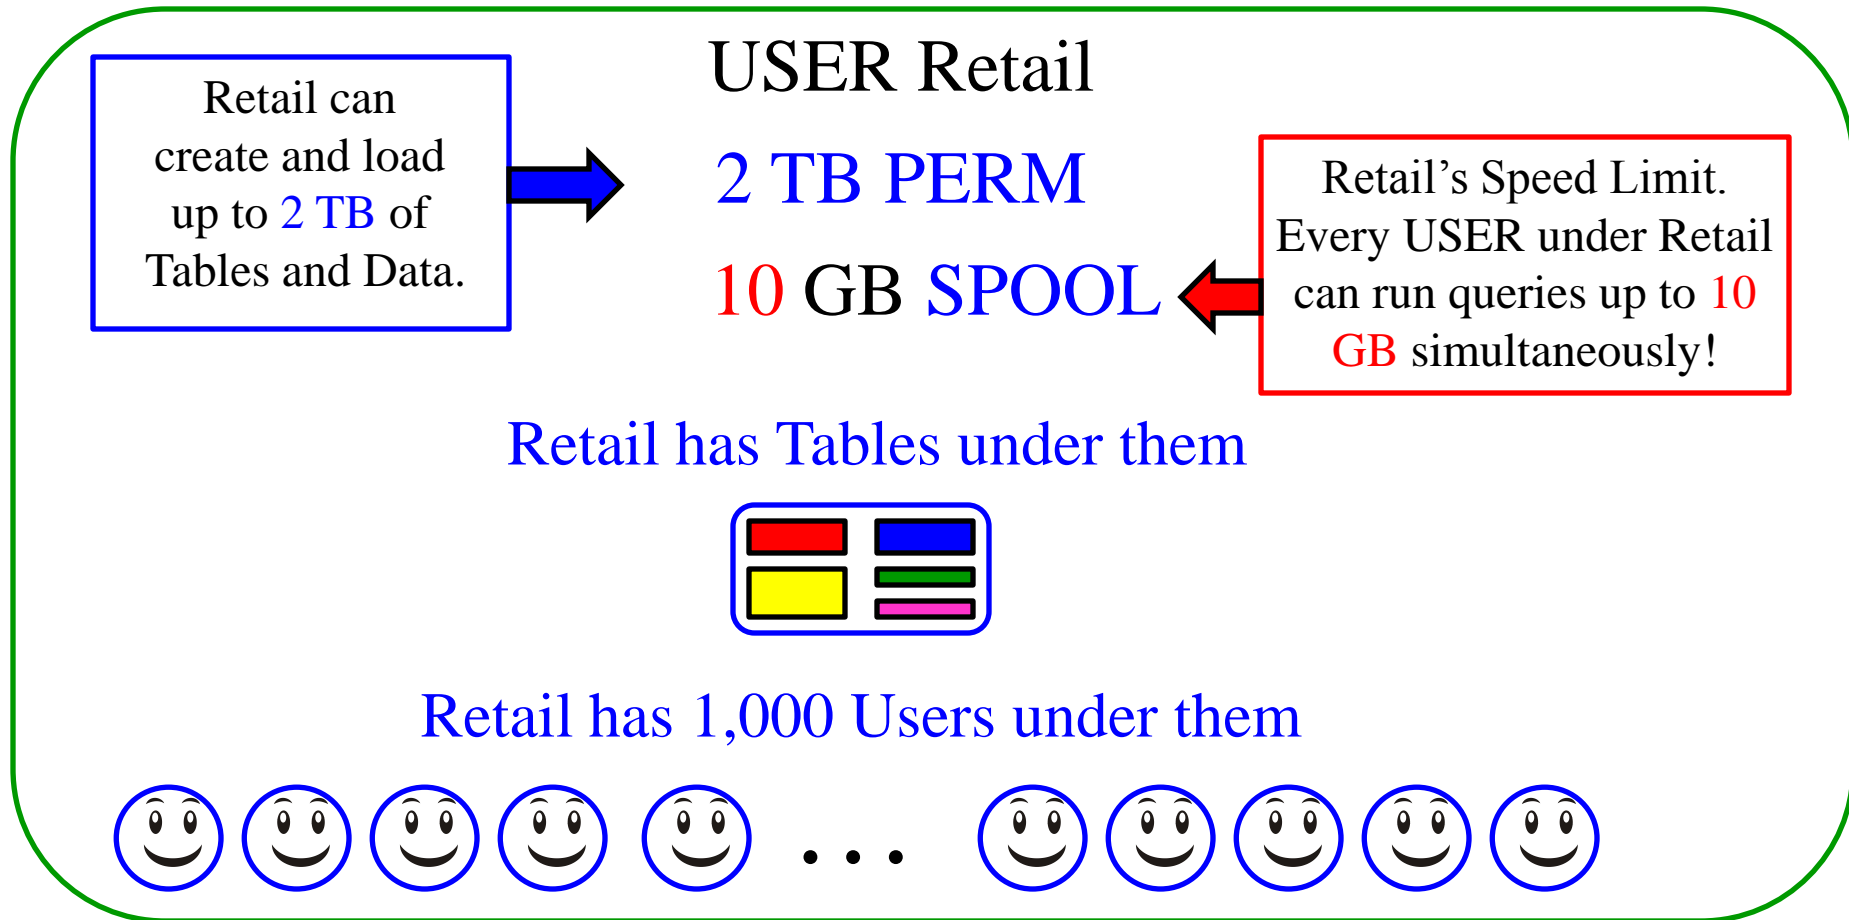 USER Retail
Retail can
create and load
up to 2 TB of
Tables and Data.
2 TB PERM
10 GB SPOOL
Retail’s Speed Limit.
Every USER under Retail
can run queries up to 10
GB simultaneously!
Retail has Tables under them
Retail has 1,000 Users under them
...